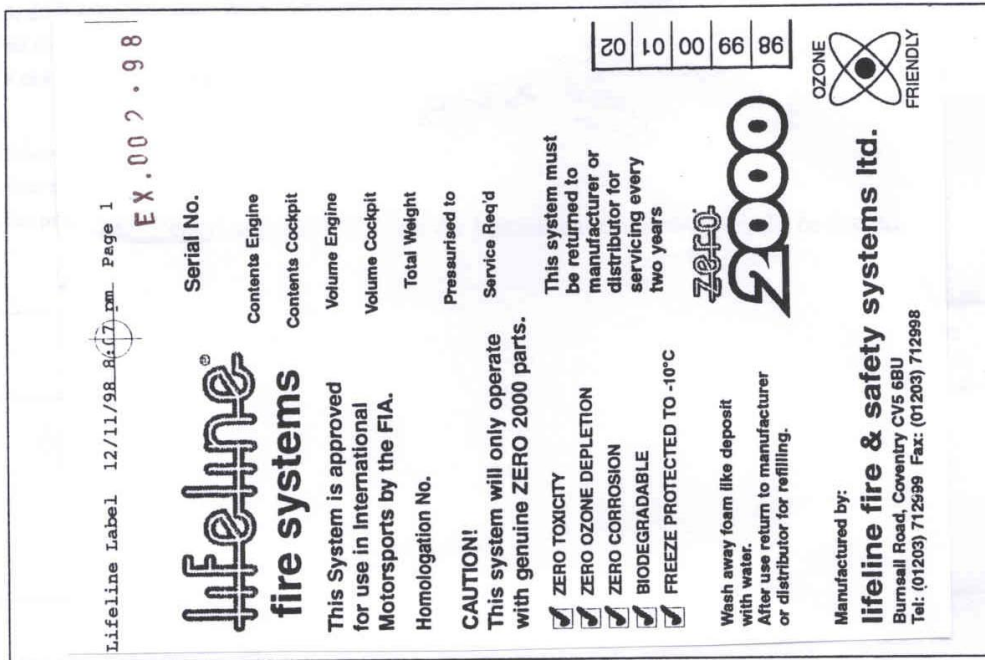 Lifeline Label 12/11/98 8:17 pm Page 1
EX.002.98
lifeline®
fire systems
This System is approved
for use in International
Motorsports by the FIA.
Homologation No.
CAUTION!
This system will only operate
with genuine ZERO 2000 parts.
ZERO TOXICITY
ZERO OZONE DEPLETION
ZERO CORROSION
BIODEGRADABLE
FREEZE PROTECTED TO -10°C
Wash away foam like deposit
with water.
After use return to manufacturer
or distributor for refilling.
Serial No.
Contents Engine
Contents Cockpit
Volume Engine
Volume Cockpit
Total Weight
Pressurised to
Service Req'd
This system must
be returned to
manufacturer or
distributor for
servicing every
two years
zero
2000
98 99 00 01 02
Manufactured by:
lifeline fire & safety systems ltd.
Burnsall Road, Coventry CV5 6BU
Tel: (01203) 712999 Fax: (01203) 712998
OZONE
FRIENDLY